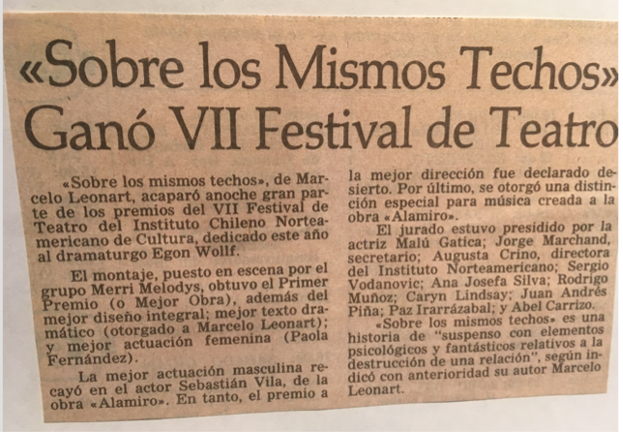 «Sobre los Mismos Techos»
Ganó VII Festival de Teatro
«Sobre los mismos techos», de Mar-
celo Leonart, acaparó anoche gran par-
te de los premios del VII Festival de
Teatro del Instituto Chileno Nortea-
mericano de Cultura, dedicado este año
al dramaturgo Egon Wollf.
El montaje, puesto en escena por el
grupo Merri Melodys, obtuvo el Primer
Premio (o Mejor Obra), además del
mejor diseño integral; mejor texto dra-
mático (otorgado a Marcelo Leonart);
y mejor actuación femenina (Paola
Fernández).
La mejor actuación masculina re-
cayó en el actor Sebastián Vila, de la
obra «Alamiro». En tanto, el premio a
la mejor dirección fue declarado de-
sierto. Por último, se otorgó una distin-
ción especial para música creada a la
obra «Alamiro».
El jurado estuvo presidido por la
actriz Malú Gatica; Jorge Marchand,
secretario; Augusta Crino, directora
del Instituto Norteamericano; Sergio
Vodanovic; Ana Josefa Silva; Rodrigo
Muñoz; Caryn Lindsay; Juan Andrés
Piña; Paz Irarrázabal; y Abel Carrizo.
«Sobre los mismos techos» es una
historia de "suspenso con elementos
psicológicos y fantásticos relativos a la
destrucción de una relación", según in-
dicó con anterioridad su autor Marcelo
Leonart.